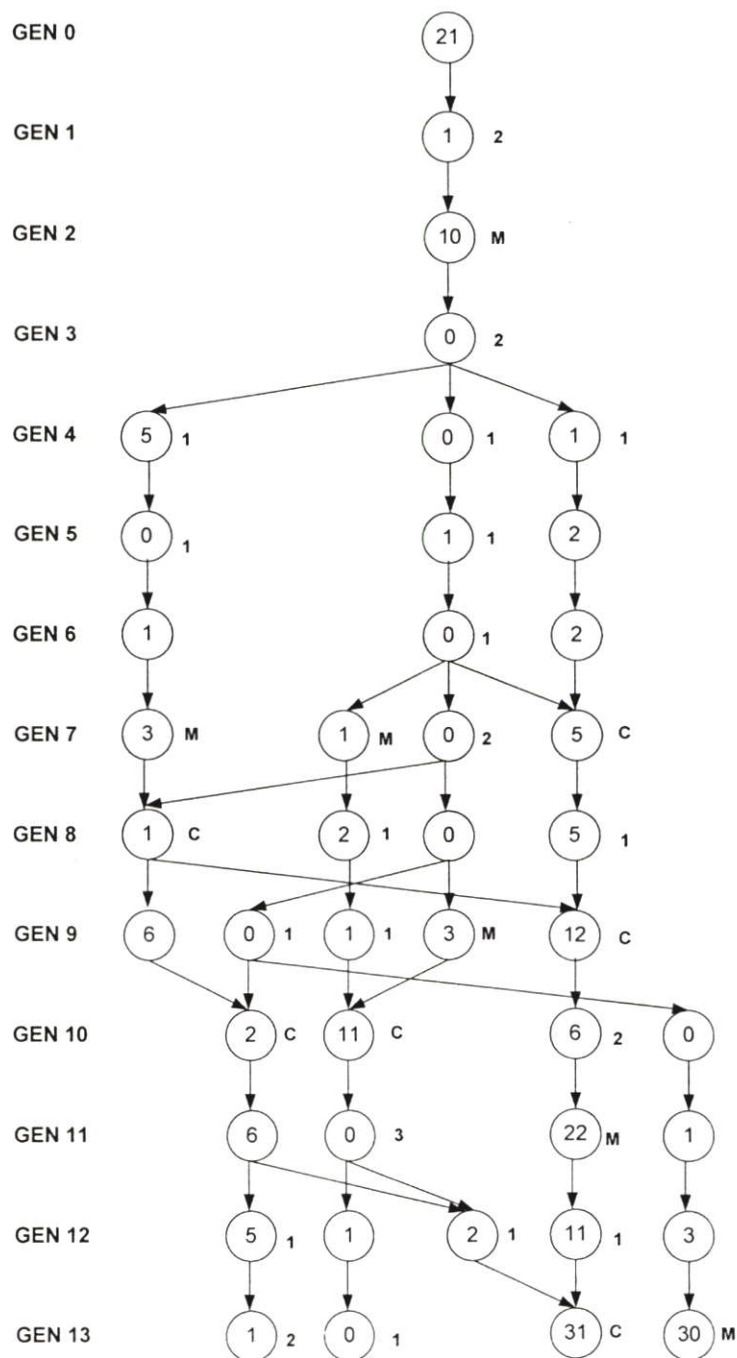 GEN 0 21
GEN 1 1 2
GEN 2 10 M
GEN 3 0 2
GEN 4 5 1 0 1 1 1
GEN 5 0 1 1 1 2
GEN 6 1 0 1 2
GEN 7 3 M 1 M 0 2 5 C
GEN 8 1 C 2 1 0 5 1
GEN 9 6 0 1 1 1 3 M 12 C
GEN 10 2 C 11 C 6 2 0
GEN 11 6 0 3 22 M 1
GEN 12 5 1 1 2 1 11 1 3
GEN 13 1 2 0 1 31 C 30 M